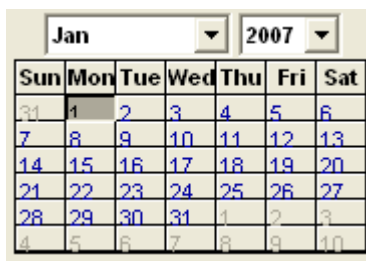 Jan 2007
Sun Mon Tue Wed Thu Fri Sat
31 1 2 3 4 5 6
7 8 9 10 11 12 13
14 15 16 17 18 19 20
21 22 23 24 25 26 27
28 29 30 31 1 2 3
4 5 6 7 8 9 10